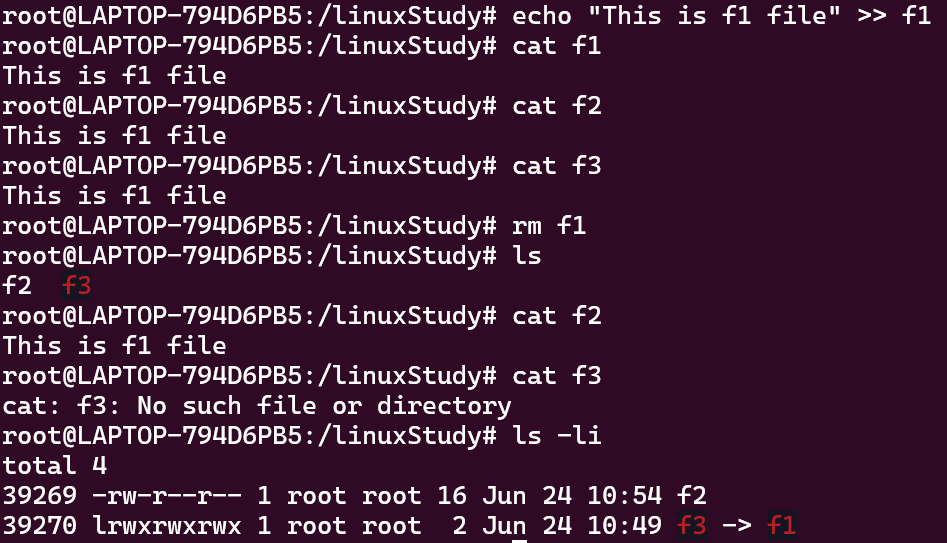 root@LAPTOP-794D6PB5:/linuxStudy# echo "This is f1 file" >> f1
root@LAPTOP-794D6PB5:/linuxStudy# cat f1
This is f1 file
root@LAPTOP-794D6PB5:/linuxStudy# cat f2
This is f1 file
root@LAPTOP-794D6PB5:/linuxStudy# cat f3
This is f1 file
root@LAPTOP-794D6PB5:/linuxStudy# rm f1
root@LAPTOP-794D6PB5:/linuxStudy# ls
f2  f3
root@LAPTOP-794D6PB5:/linuxStudy# cat f2
This is f1 file
root@LAPTOP-794D6PB5:/linuxStudy# cat f3
cat: f3: No such file or directory
root@LAPTOP-794D6PB5:/linuxStudy# ls -li
total 4
39269 -rw-r--r-- 1 root root 16 Jun 24 10:54 f2
39270 lrwxrwxrwx 1 root root  2 Jun 24 10:49 f3 -> f1